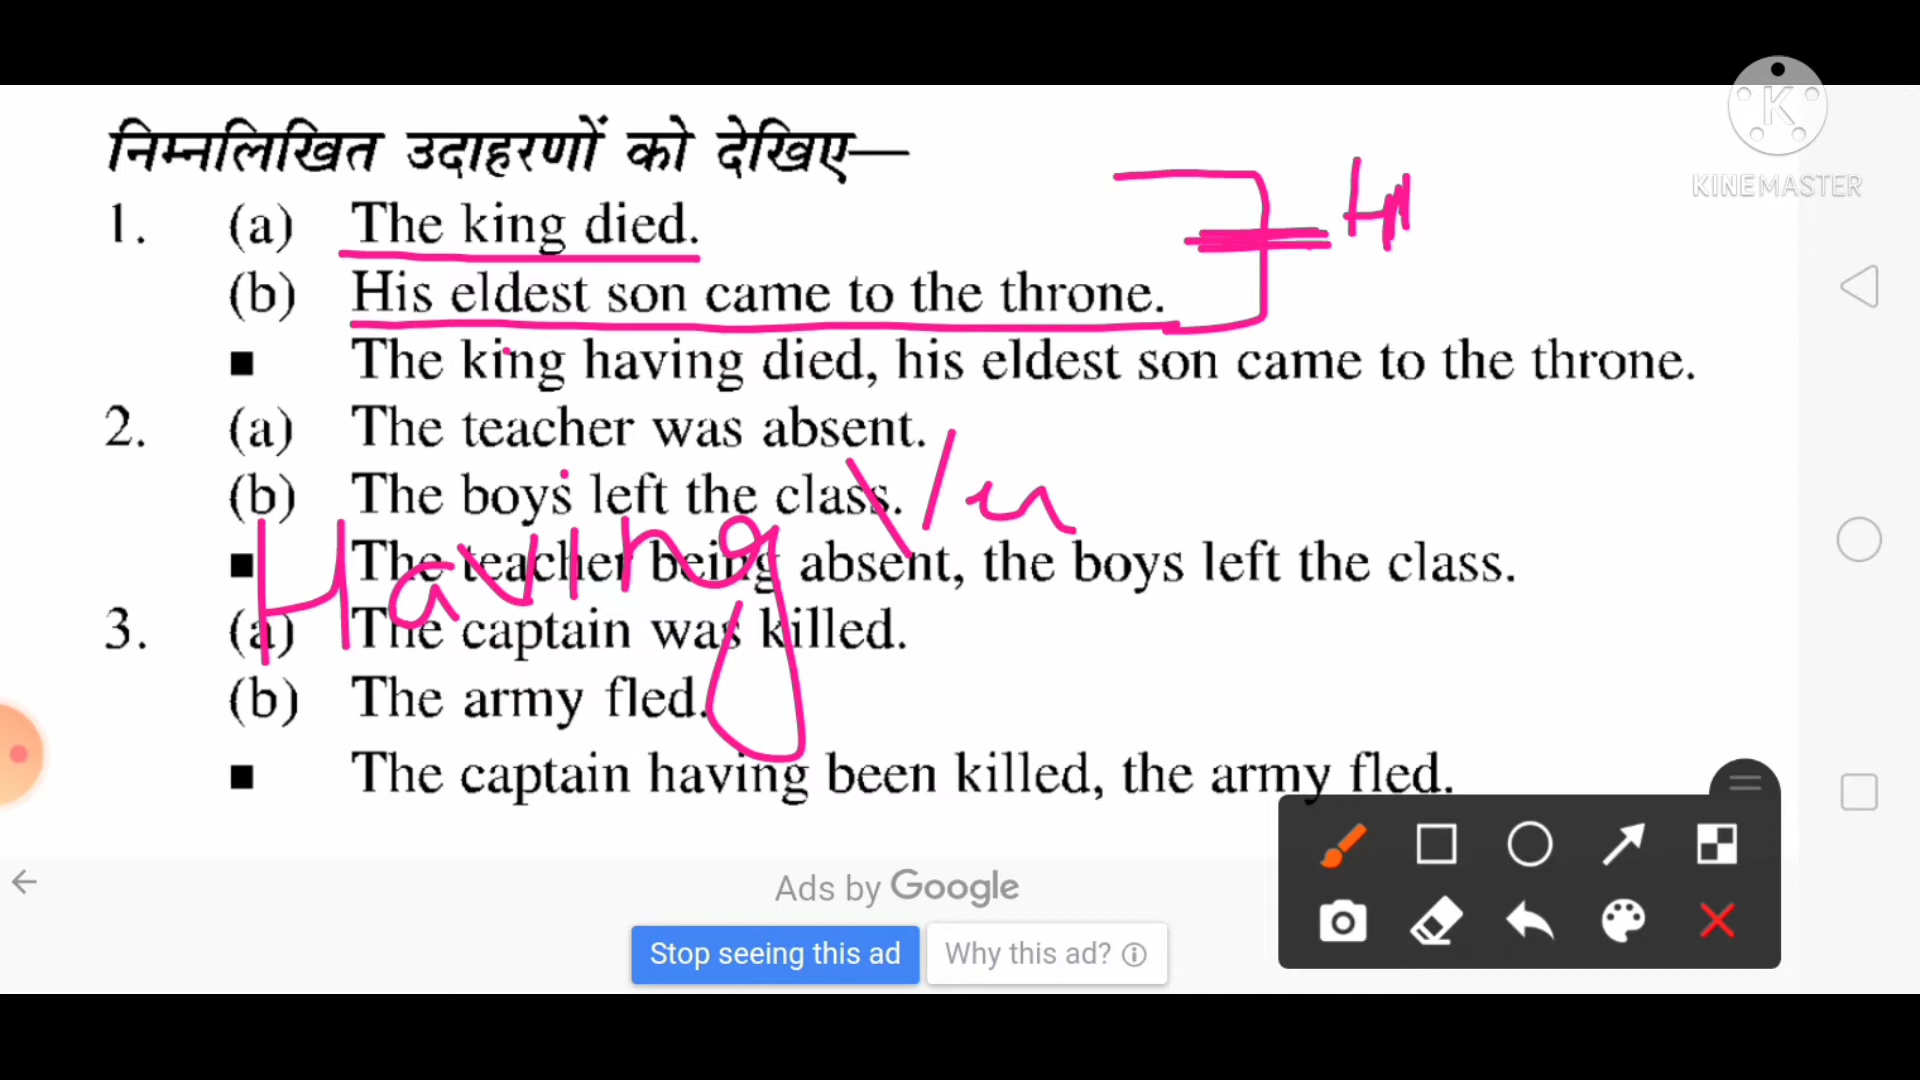 निम्नलिखित उदाहरणों को देखिए—
KINEMASTER
1. (a) The king died.
(b) His eldest son came to the throne.
■ The king having died, his eldest son came to the throne.
2. (a) The teacher was absent.
(b) The boys left the class.
Having
■ The teacher being absent, the boys left the class.
3. (a) The captain was killed.
(b) The army fled.
■ The captain having been killed, the army fled.
Ads by Google
Stop seeing this ad
Why this ad?